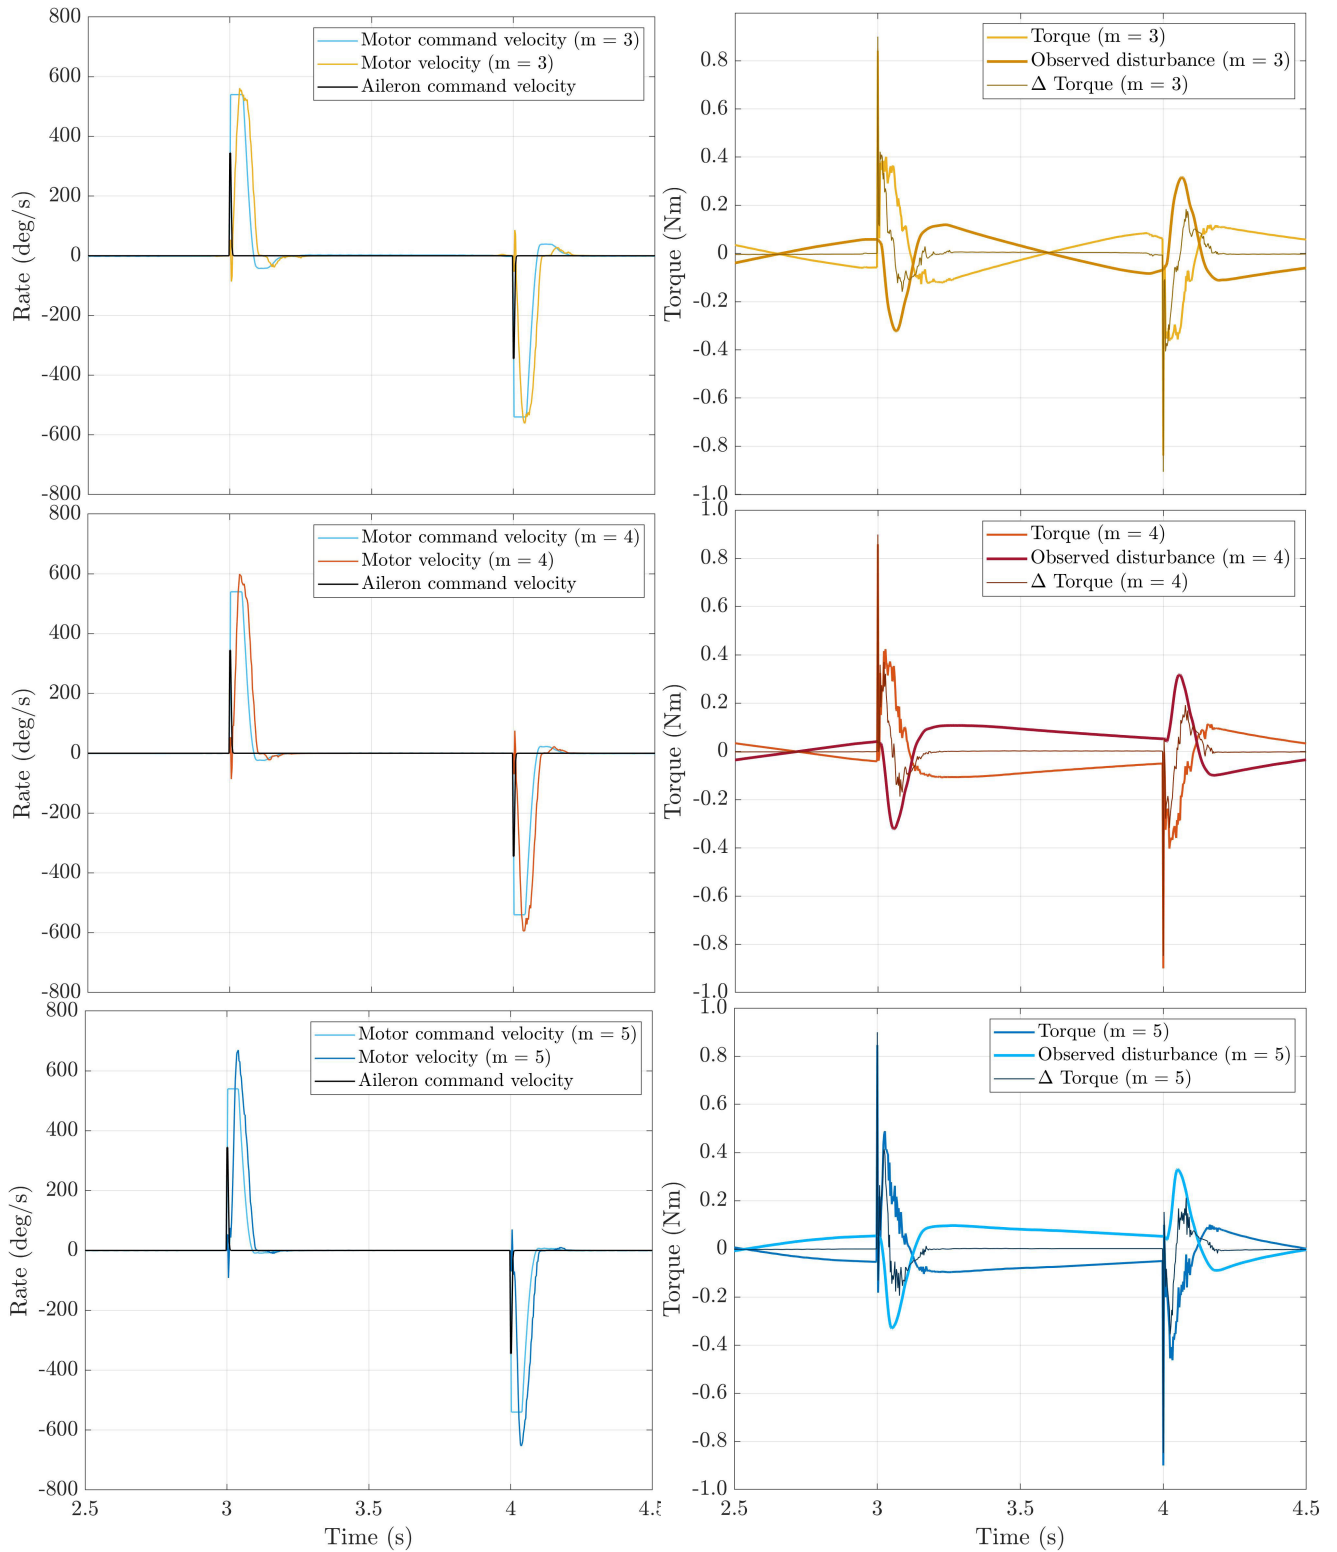 800
600
400
200
0
-200
-400
-600
-800
Rate (deg/s)
Motor command velocity (m = 3)
Motor velocity (m = 3)
Aileron command velocity
0.8
0.6
0.4
0.2
0
-0.2
-0.4
-0.6
-0.8
-1.0
Torque (Nm)
Torque (m = 3)
Observed disturbance (m = 3)
Δ Torque (m = 3)
800
600
400
200
0
-200
-400
-600
-800
Rate (deg/s)
Motor command velocity (m = 4)
Motor velocity (m = 4)
Aileron command velocity
1.0
0.8
0.6
0.4
0.2
0
-0.2
-0.4
-0.6
-0.8
-1.0
Torque (Nm)
Torque (m = 4)
Observed disturbance (m = 4)
Δ Torque (m = 4)
800
600
400
200
0
-200
-400
-600
-800
Rate (deg/s)
Motor command velocity (m = 5)
Motor velocity (m = 5)
Aileron command velocity
2.5
3
3.5
4
4.5
Time (s)
1.0
0.8
0.6
0.4
0.2
0
-0.2
-0.4
-0.6
-0.8
-1.0
Torque (Nm)
Torque (m = 5)
Observed disturbance (m = 5)
Δ Torque (m = 5)
2.5
3
3.5
4
4.5
Time (s)